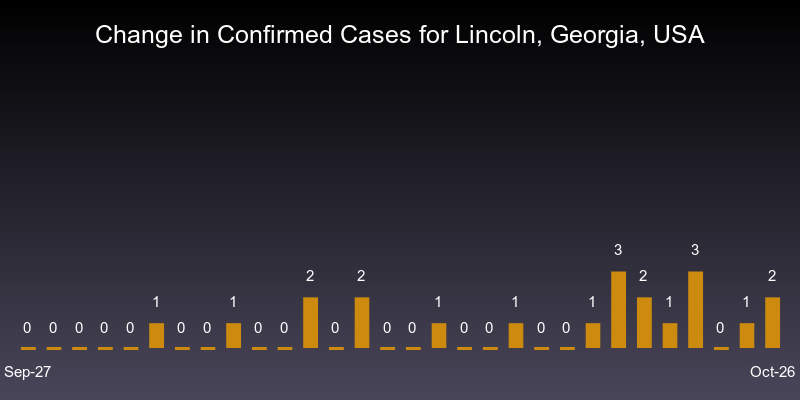 Change in Confirmed Cases for Lincoln, Georgia, USA
0 0 0 0 0 1 0 0 1 0 0 2 0 2 0 0 1 0 0 1 0 0 1 3 2 1 3 0 1 2
Sep-27 Oct-26